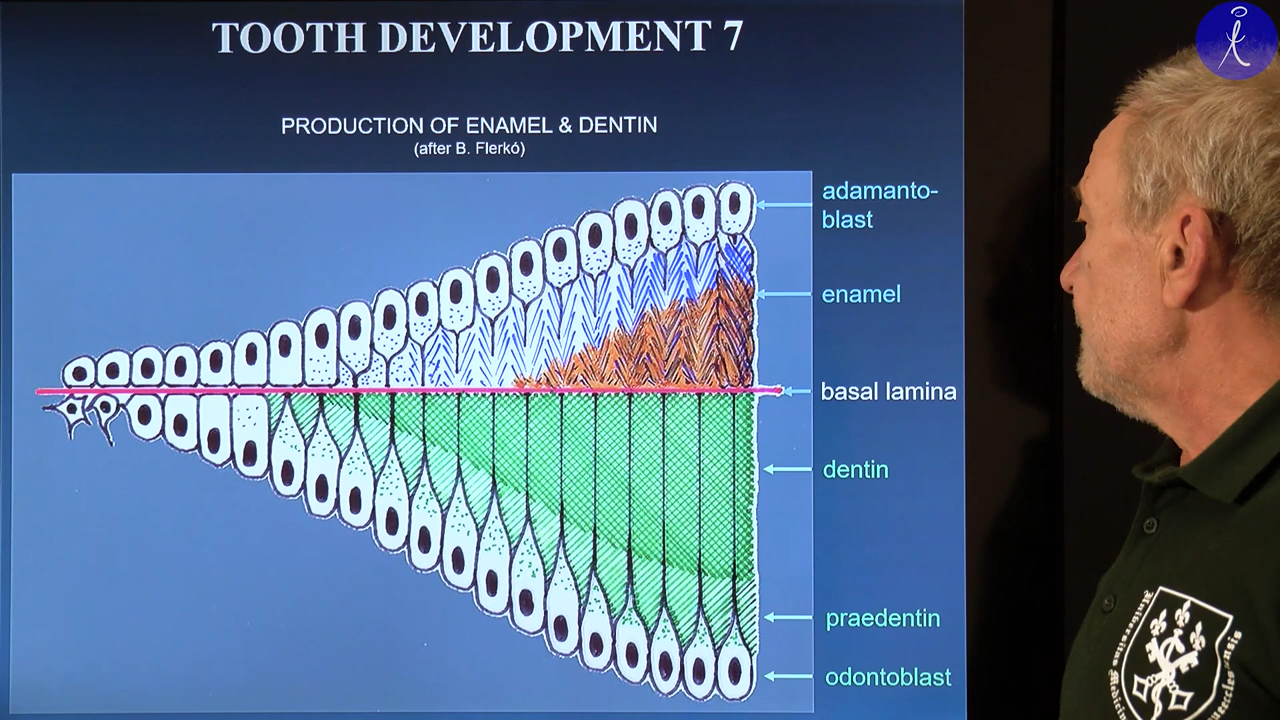 TOOTH DEVELOPMENT 7
PRODUCTION OF ENAMEL & DENTIN
(after B. Flerkó)
adamanto-
blast
enamel
basal lamina
dentin
praedentin
odontoblast